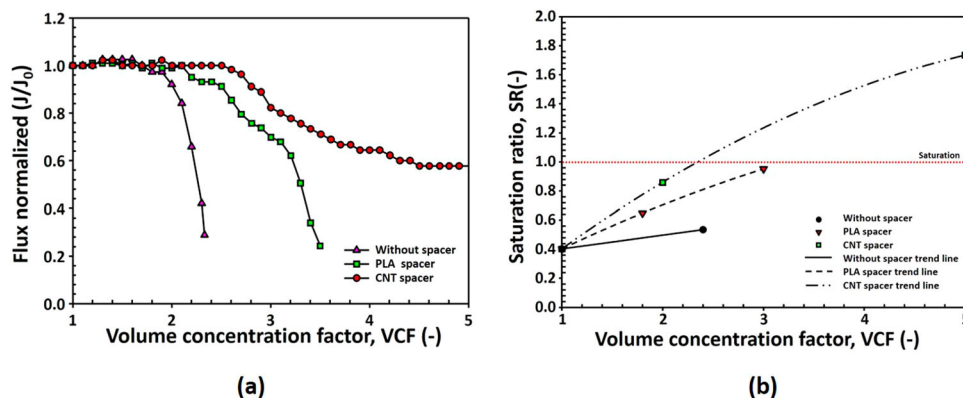 1.2
1.0
0.8
0.6
0.4
0.2
0.0
Flux normalized (J/J0)
Without spacer
PLA spacer
CNT spacer
1 2 3 4 5
Volume concentration factor, VCF (-)
(a)
2.0
1.8
1.6
1.4
1.2
1.0
0.8
0.6
0.4
0.2
0.0
Saturation ratio, SR(-)
Saturation
Without spacer
PLA spacer
CNT spacer
Without spacer trend line
PLA spacer trend line
CNT spacer trend line
1 2 3 4 5
Volume concentration factor, VCF (-)
(b)